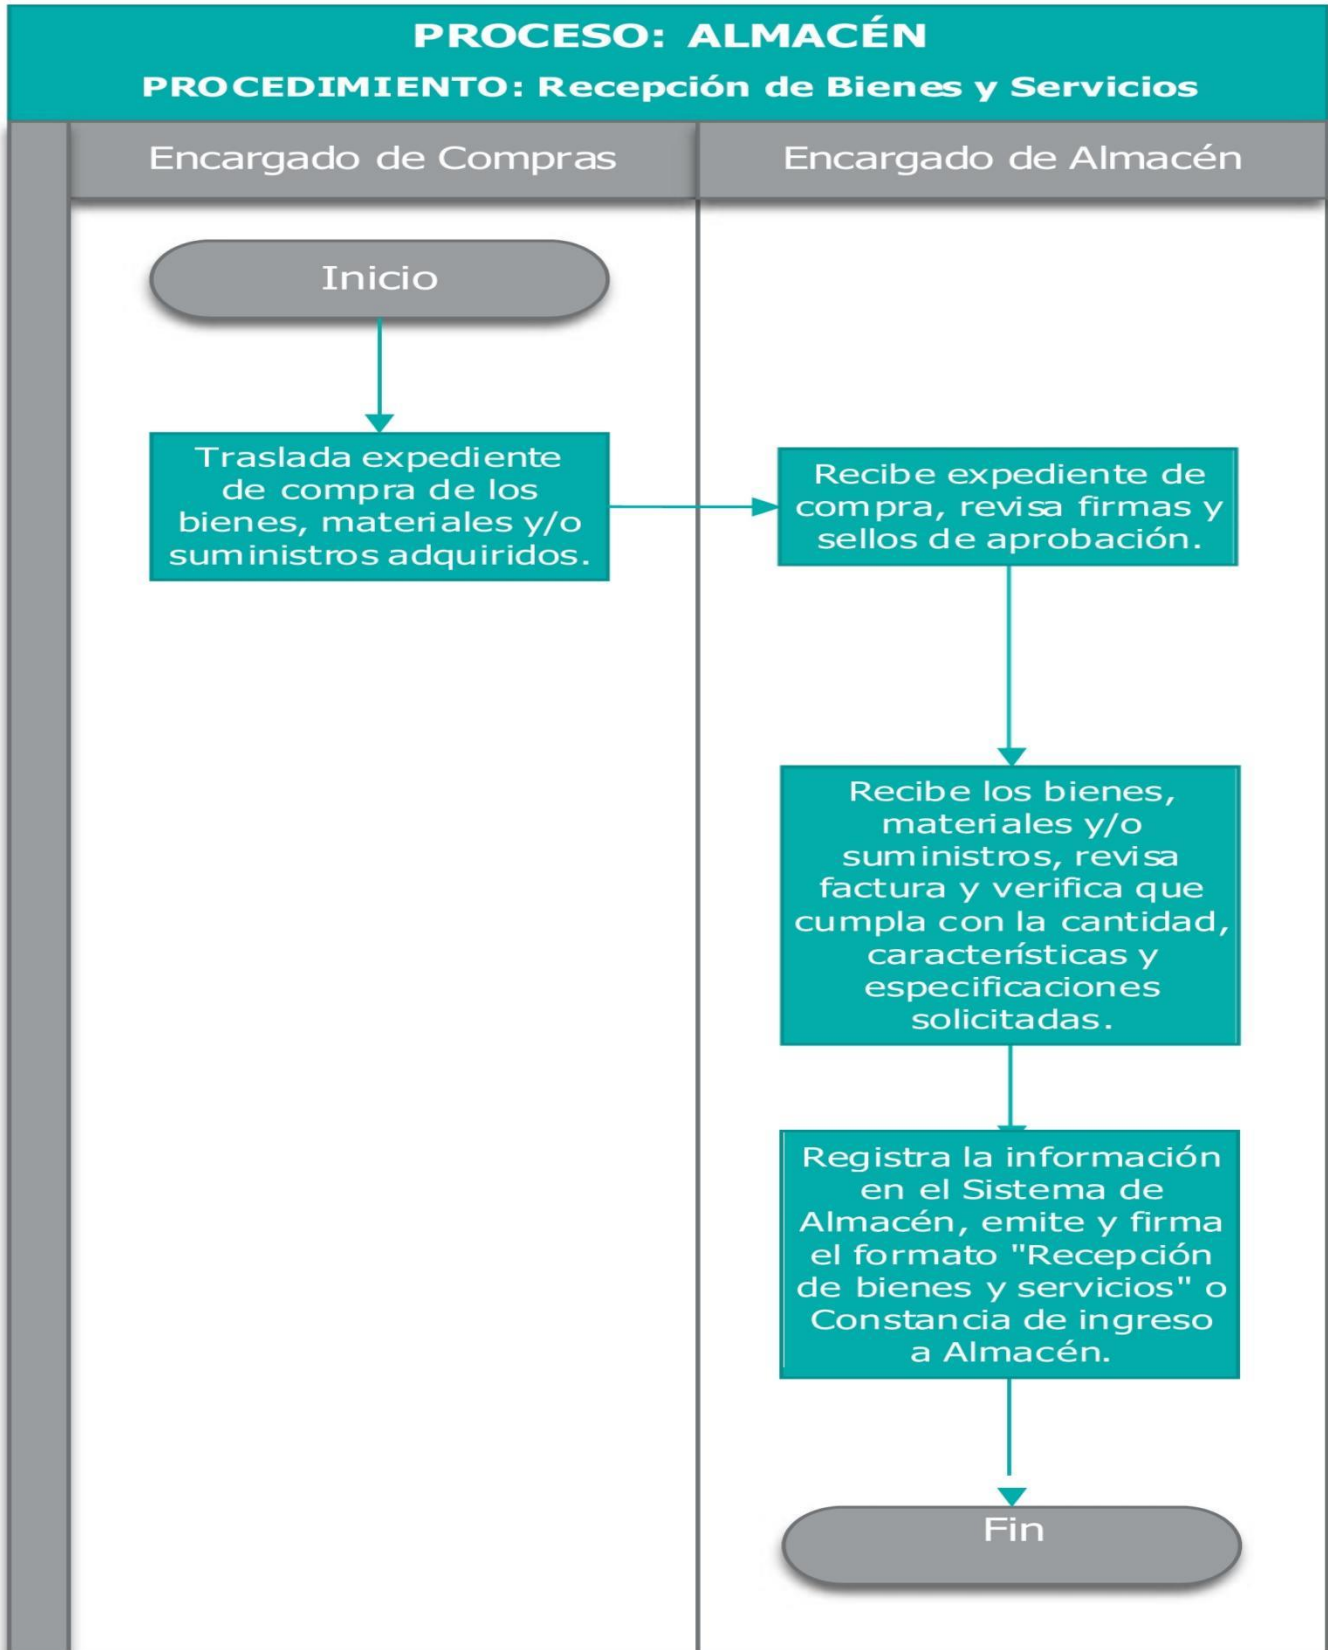 PROCESO: ALMACÉN
PROCEDIMIENTO: Recepción de Bienes y Servicios
Encargado de Compras
Encargado de Almacén
Inicio
Traslada expediente
de compra de los
bienes, materiales y/o
suministros adquiridos.
Recibe expediente de
compra, revisa firmas y
sellos de aprobación.
Recibe los bienes,
materiales y/o
suministros, revisa
factura y verifica que
cumpla con la cantidad,
características y
especificaciones
solicitadas.
Registra la información
en el Sistema de
Almacén, emite y firma
el formato "Recepción
de bienes y servicios" o
Constancia de ingreso
a Almacén.
Fin